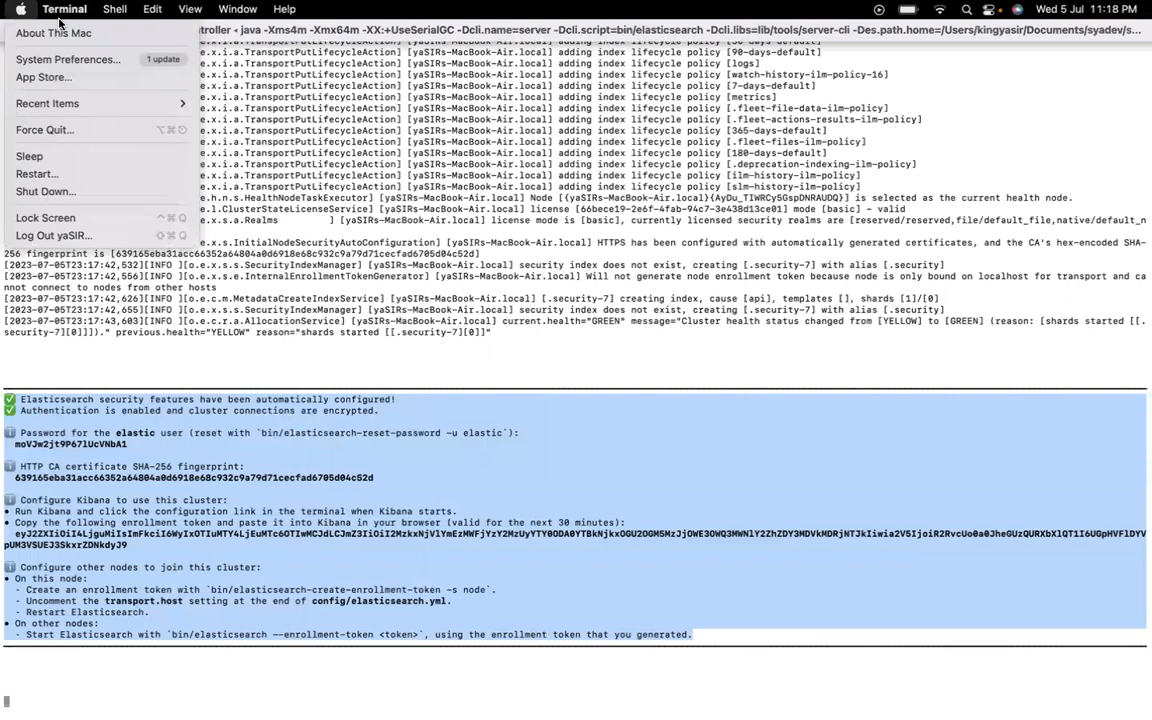 Terminal Shell Edit View Window Help Wed 5 Jul 11:18 PM
About This Mac
System Preferences... 1 update
App Store...
Recent Items
Force Quit...
Sleep
Restart...
Shut Down...
Lock Screen
Log Out yaSIR...
troller ◂ java -Xms4m -Xmx64m -XX:+UseSerialGC -Dcli.name=server -Dcli.script=bin/elasticsearch -Dcli.libs=lib/tools/server-cli -Des.path.home=/Users/kingyasir/Documents/syadev/s...
e.x.i.a.TransportPutLifecycleAction] [yaSIRs-MacBook-Air.local] adding index lifecycle policy [logs]
e.x.i.a.TransportPutLifecycleAction] [yaSIRs-MacBook-Air.local] adding index lifecycle policy [watch-history-ilm-policy-16]
e.x.i.a.TransportPutLifecycleAction] [yaSIRs-MacBook-Air.local] adding index lifecycle policy [7-days-default]
e.x.i.a.TransportPutLifecycleAction] [yaSIRs-MacBook-Air.local] adding index lifecycle policy [metrics]
e.x.i.a.TransportPutLifecycleAction] [yaSIRs-MacBook-Air.local] adding index lifecycle policy [.fleet-file-data-ilm-policy]
e.x.i.a.TransportPutLifecycleAction] [yaSIRs-MacBook-Air.local] adding index lifecycle policy [.fleet-actions-results-ilm-policy]
e.x.i.a.TransportPutLifecycleAction] [yaSIRs-MacBook-Air.local] adding index lifecycle policy [365-days-default]
e.x.i.a.TransportPutLifecycleAction] [yaSIRs-MacBook-Air.local] adding index lifecycle policy [.fleet-files-ilm-policy]
e.x.i.a.TransportPutLifecycleAction] [yaSIRs-MacBook-Air.local] adding index lifecycle policy [180-days-default]
e.x.i.a.TransportPutLifecycleAction] [yaSIRs-MacBook-Air.local] adding index lifecycle policy [.deprecation-indexing-ilm-policy]
e.x.i.a.TransportPutLifecycleAction] [yaSIRs-MacBook-Air.local] adding index lifecycle policy [ilm-history-ilm-policy]
e.x.i.a.TransportPutLifecycleAction] [yaSIRs-MacBook-Air.local] adding index lifecycle policy [slm-history-ilm-policy]
e.h.n.s.HealthNodeTaskExecutor] [yaSIRs-MacBook-Air.local] Node [{yaSIRs-MacBook-Air.local}{AyDu_TIWRCy5GspDNRAUDQ}] is selected as the current health node.
e.l.ClusterStateLicenseService] [yaSIRs-MacBook-Air.local] license [66bece19-2e6f-4fab-94c7-3e438d13ce01] mode [basic] - valid
e.x.s.a.Realms ] [yaSIRs-MacBook-Air.local] license mode is [basic], currently licensed security realms are [reserved/reserved,file/default_file,native/default_n
e.x.s.InitialNodeSecurityAutoConfiguration] [yaSIRs-MacBook-Air.local] HTTPS has been configured with automatically generated certificates, and the CA's hex-encoded SHA-
256 fingerprint is [639165eba31acc66352a64804a0d6918e68c932c9a79d71cecfad6705d04c52d]
[2023-07-05T23:17:42,532][INFO ][o.e.x.s.s.SecurityIndexManager] [yaSIRs-MacBook-Air.local] security index does not exist, creating [.security-7] with alias [.security]
[2023-07-05T23:17:42,556][INFO ][o.e.x.s.e.InternalEnrollmentTokenGenerator] [yaSIRs-MacBook-Air.local] Will not generate node enrollment token because node is only bound on localhost for transport and ca
nnot connect to nodes from other hosts
[2023-07-05T23:17:42,626][INFO ][o.e.c.m.MetadataCreateIndexService] [yaSIRs-MacBook-Air.local] [.security-7] creating index, cause [api], templates [], shards [1]/[0]
[2023-07-05T23:17:42,655][INFO ][o.e.x.s.s.SecurityIndexManager] [yaSIRs-MacBook-Air.local] security index does not exist, creating [.security-7] with alias [.security]
[2023-07-05T23:17:43,603][INFO ][o.e.c.r.a.AllocationService] [yaSIRs-MacBook-Air.local] current.health="GREEN" message="Cluster health status changed from [YELLOW] to [GREEN] (reason: [shards started [[.
security-7][0]]])." previous.health="YELLOW" reason="shards started [[.security-7][0]]"
Elasticsearch security features have been automatically configured!
Authentication is enabled and cluster connections are encrypted.
Password for the elastic user (reset with `bin/elasticsearch-reset-password -u elastic`):
moVJw2jt9P67lUcVNbA1
HTTP CA certificate SHA-256 fingerprint:
639165eba31acc66352a64804a0d6918e68c932c9a79d71cecfad6705d04c52d
Configure Kibana to use this cluster:
• Run Kibana and click the configuration link in the terminal when Kibana starts.
• Copy the following enrollment token and paste it into Kibana in your browser (valid for the next 30 minutes):
pUM3VSUEJ3SkxrZDNkdyJ9
Configure other nodes to join this cluster:
• On this node:
- Create an enrollment token with `bin/elasticsearch-create-enrollment-token -s node`.
- Uncomment the transport.host setting at the end of config/elasticsearch.yml.
- Restart Elasticsearch.
• On other nodes:
- Start Elasticsearch with `bin/elasticsearch --enrollment-token <token>`, using the enrollment token that you generated.